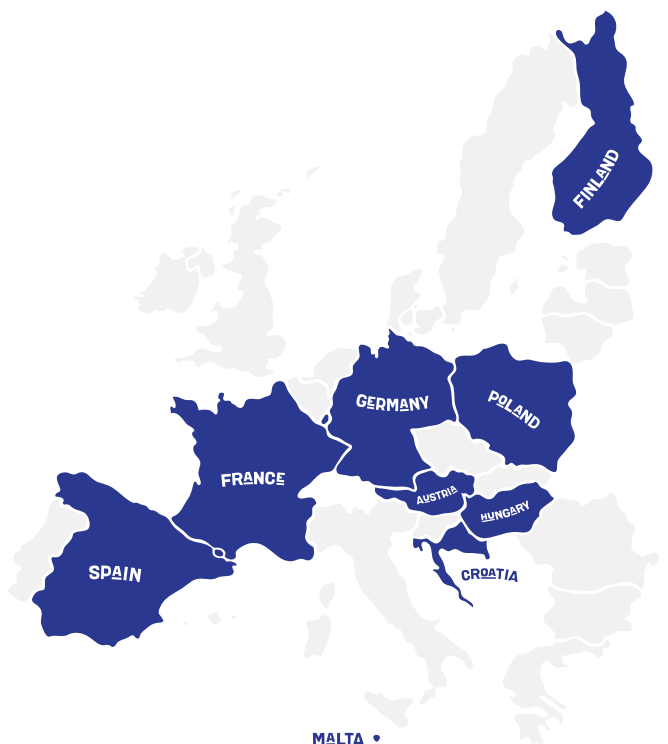 FINLAND
GERMANY
POLAND
FRANCE
AUSTRIA
HUNGARY
SPAIN
CROATIA
MALTA